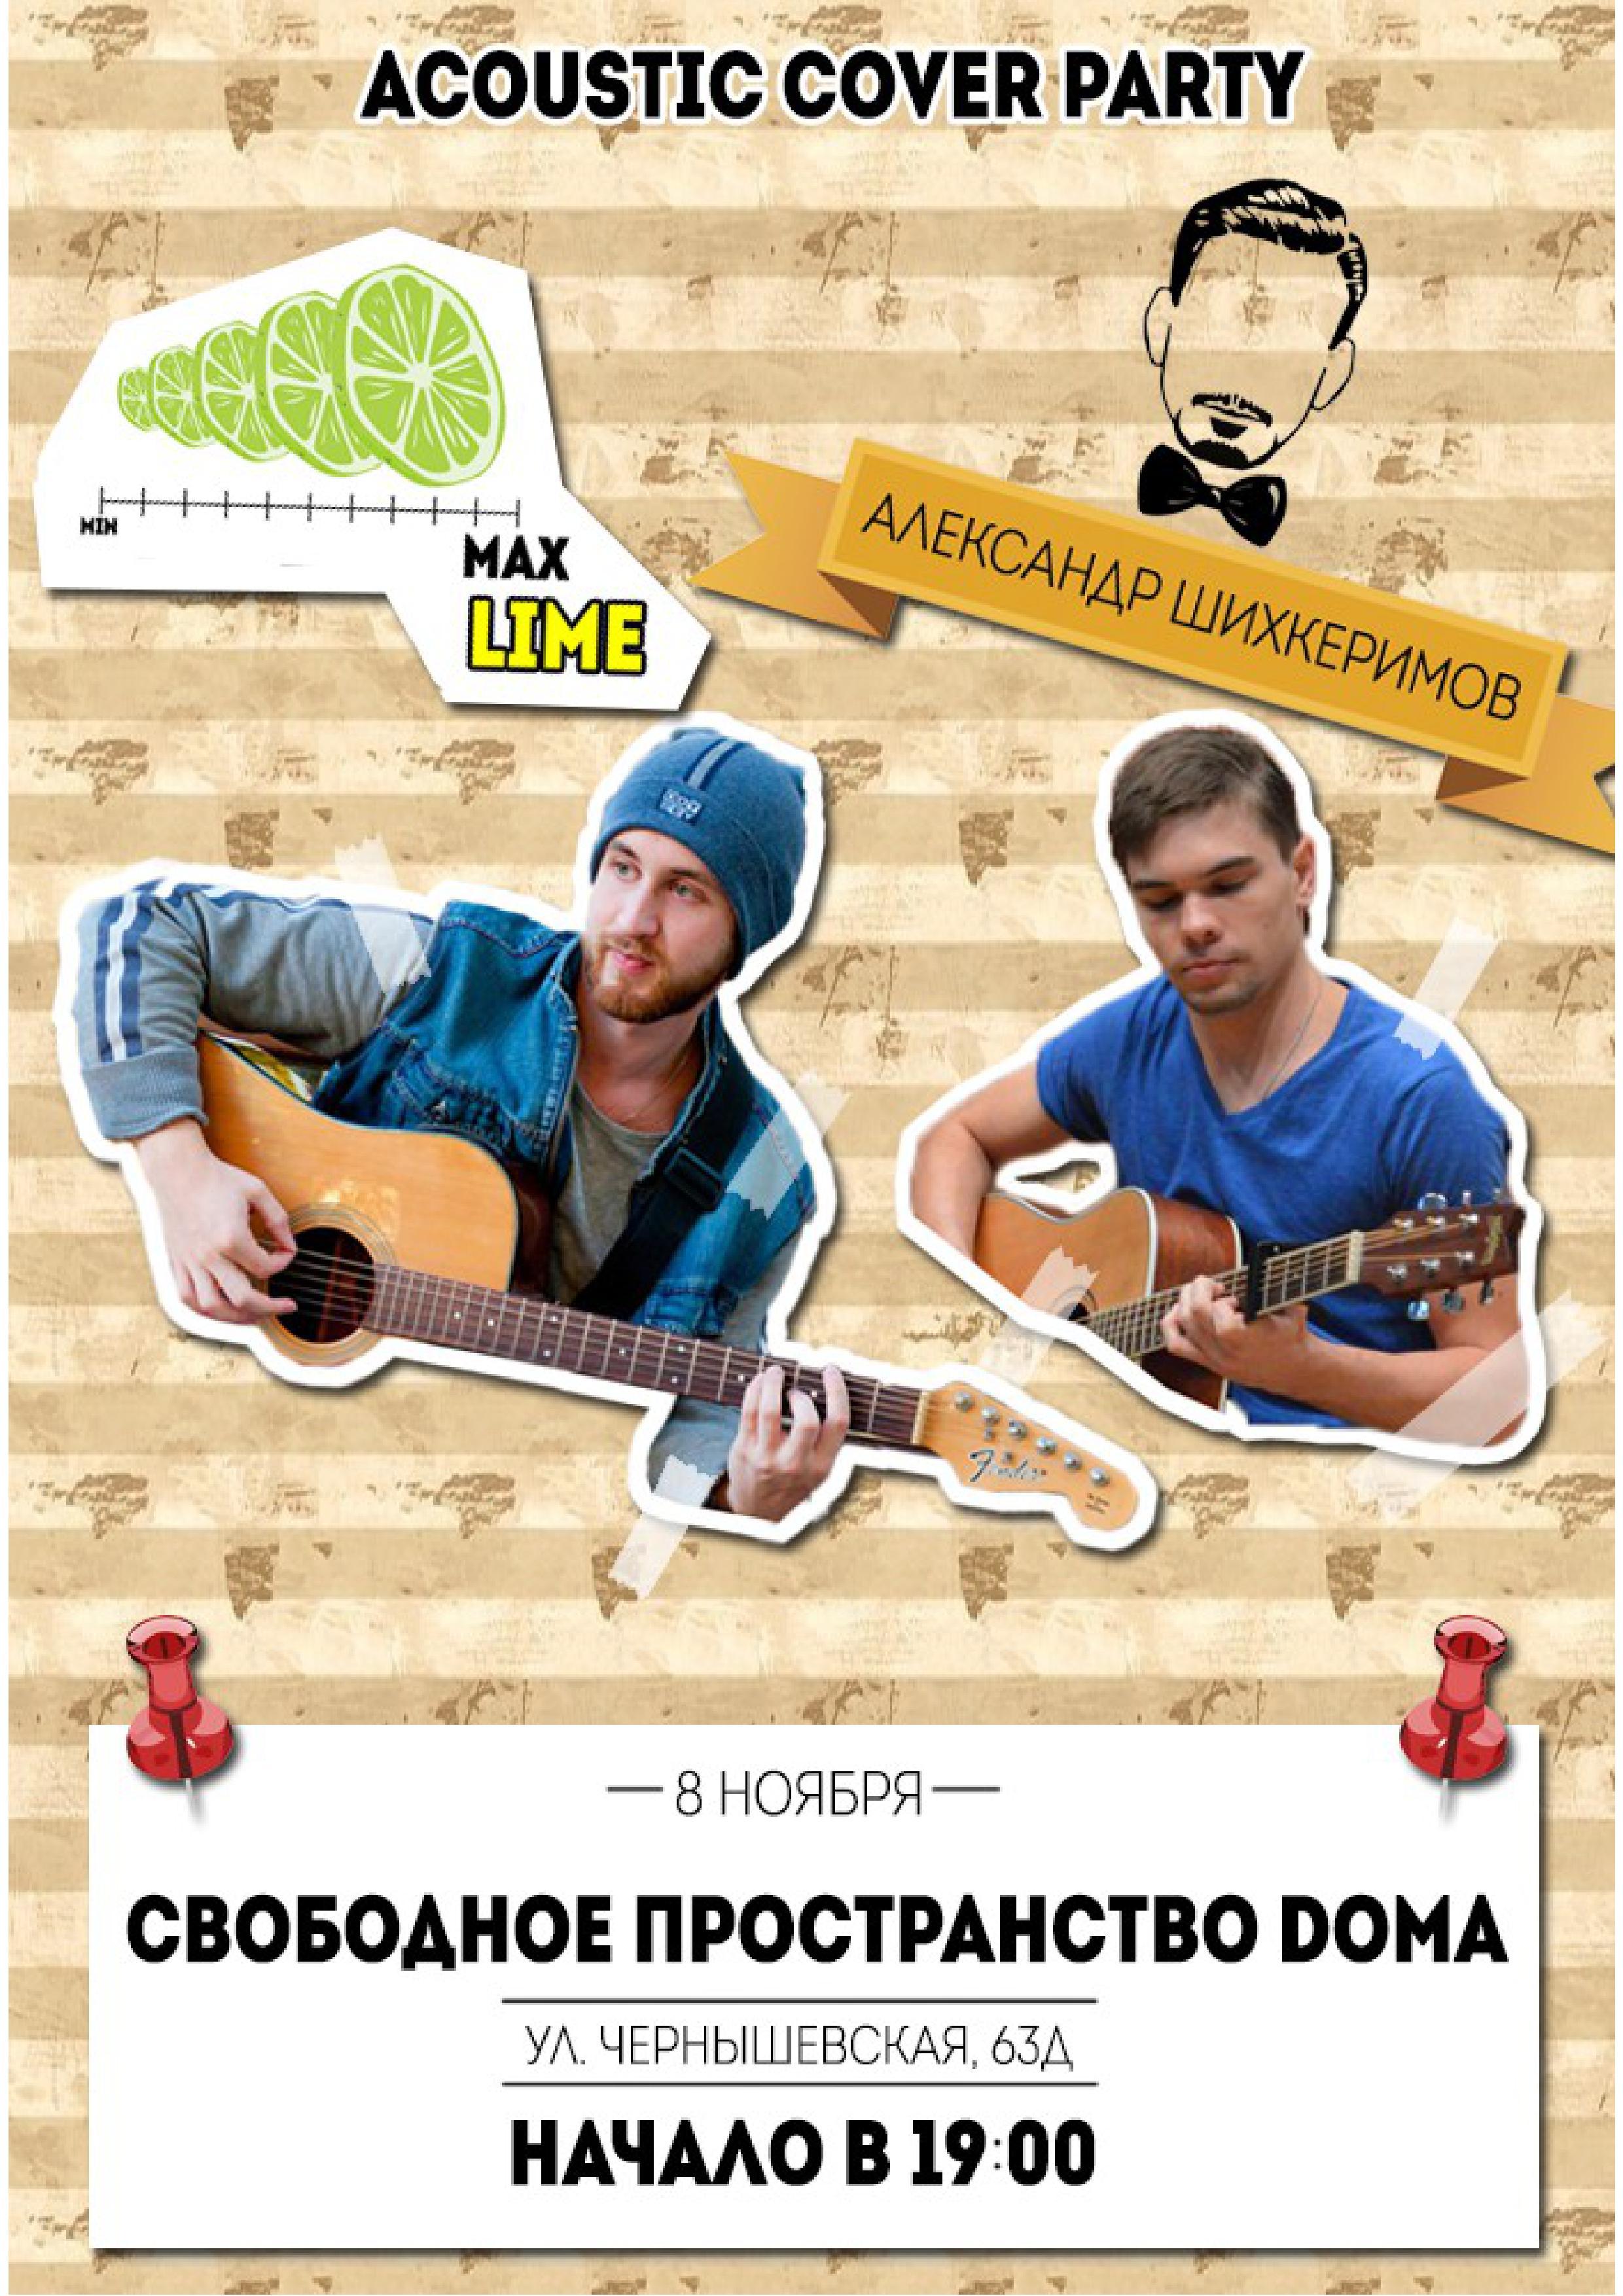 ACOUSTIC COVER PARTY
MIN
MAX
LIME
АЛЕКСАНДР ШИХКЕРИМОВ
Fender
8 НОЯБРЯ
СВОБОДНОЕ ПРОСТРАНСТВО DOMA
УЛ. ЧЕРНЫШЕВСКАЯ, 63Д
НАЧАЛО В 19:00